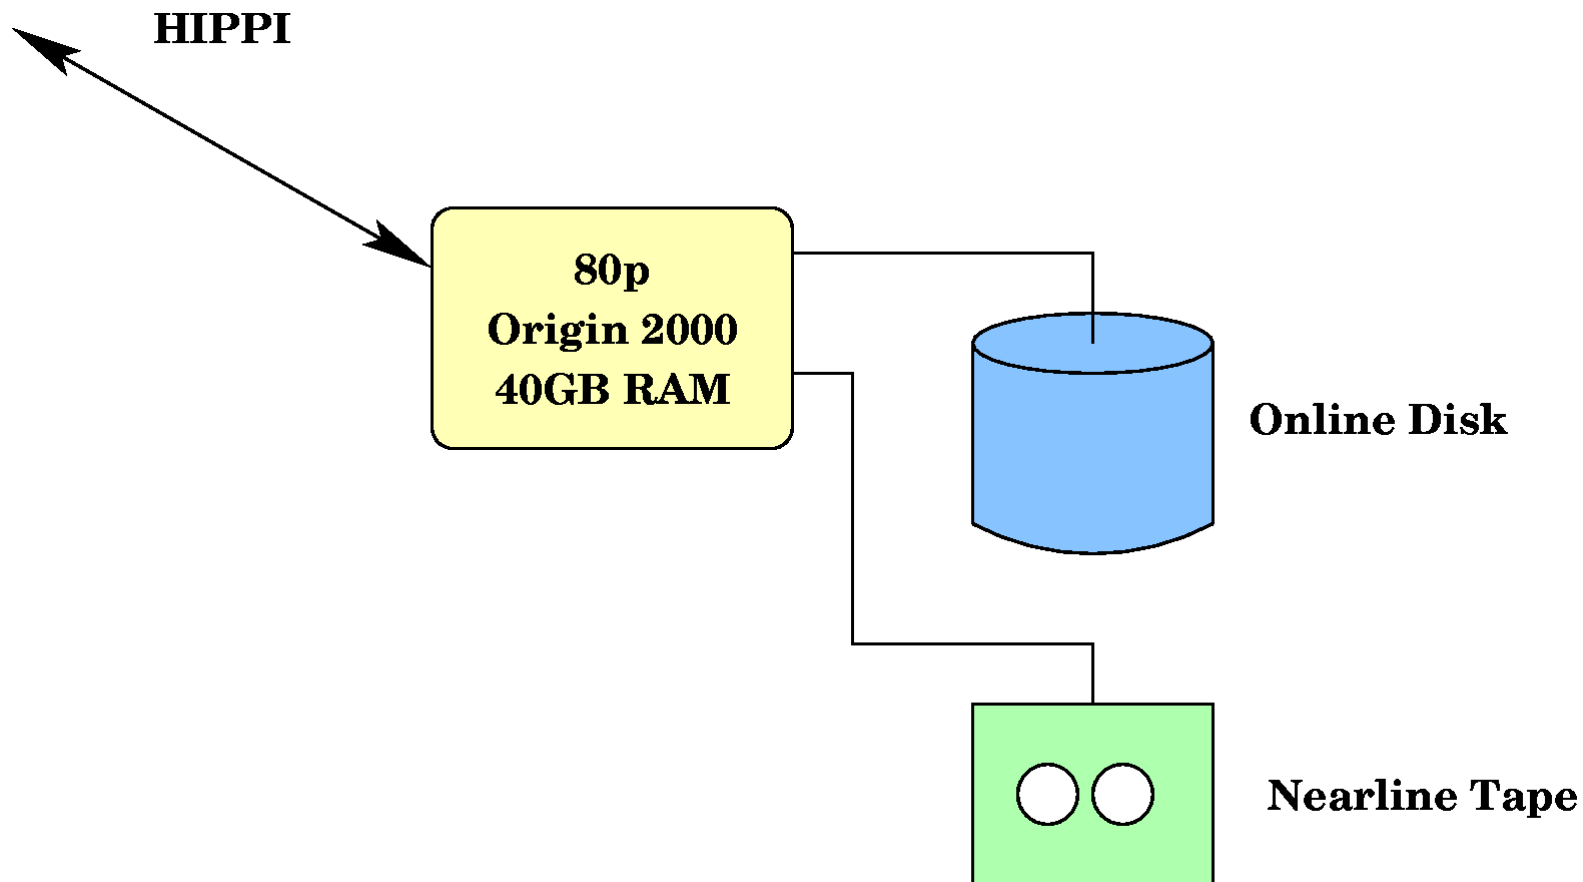 HIPPI
80p
Origin 2000
40GB RAM
Online Disk
Nearline Tape